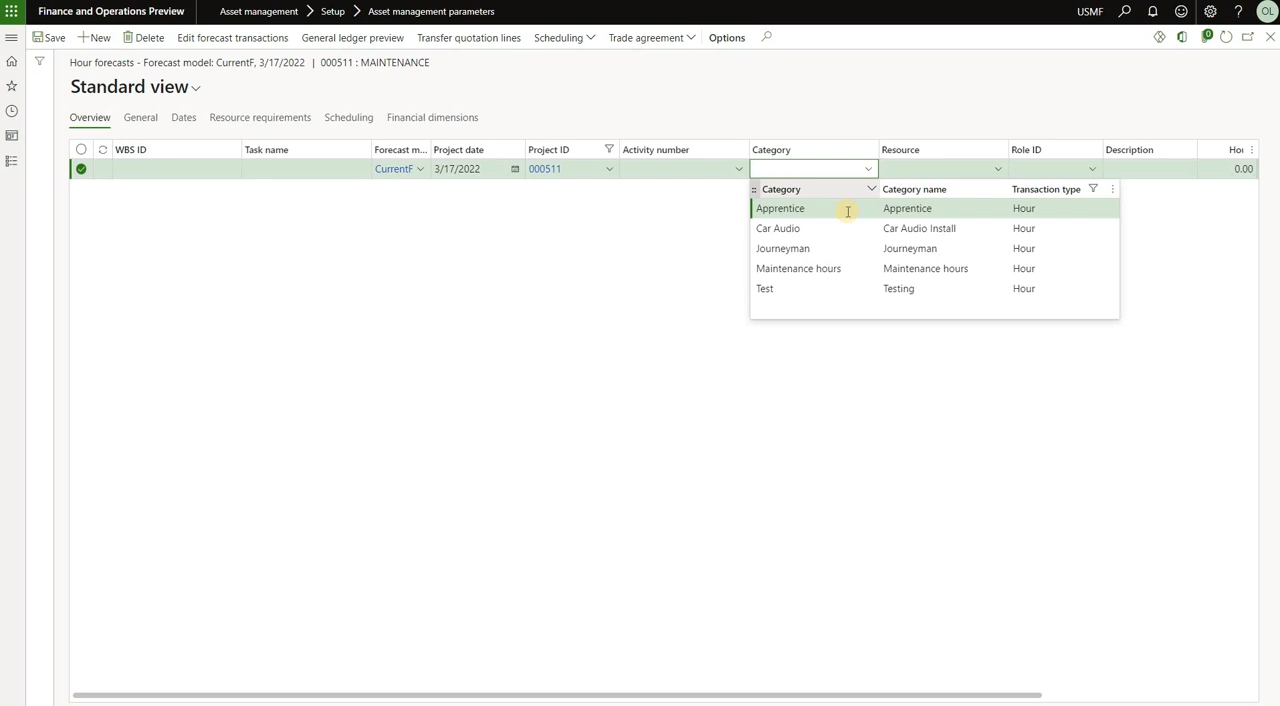 Finance and Operations Preview Asset management Setup Asset management parameters USMF ? OL
Save New Delete Edit forecast transactions General ledger preview Transfer quotation lines Scheduling Trade agreement Options 0
Hour forecasts - Forecast model: CurrentF, 3/17/2022 | 000511 : MAINTENANCE
Standard view
Overview General Dates Resource requirements Scheduling Financial dimensions
WBS ID Task name Forecast m... Project date Project ID Activity number Category Resource Role ID Description Hou
CurrentF 3/17/2022 000511 0.00
Category Category name Transaction type
Apprentice Apprentice Hour
Car Audio Car Audio Install Hour
Journeyman Journeyman Hour
Maintenance hours Maintenance hours Hour
Test Testing Hour